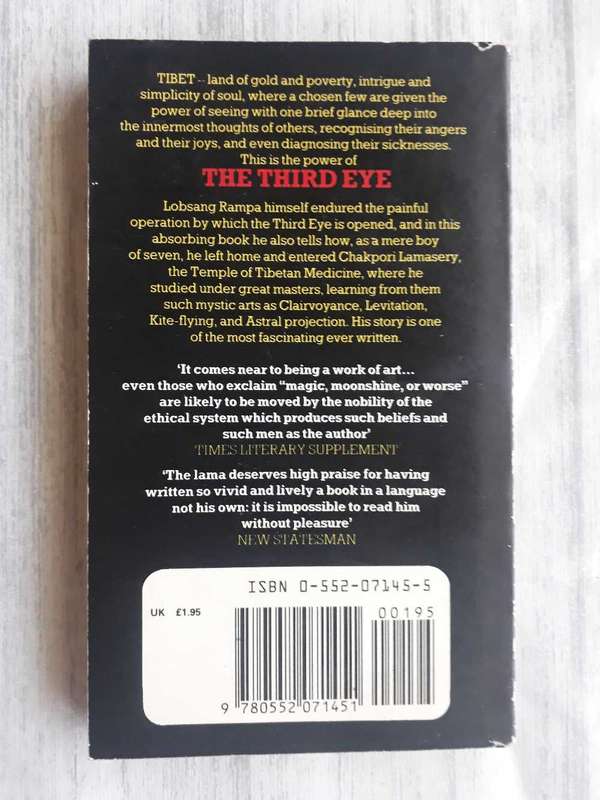 TIBET -- land of gold and poverty, intrigue and
simplicity of soul, where a chosen few are given the
power of seeing with one brief glance deep into
the innermost thoughts of others, recognising their angers
and their joys, and even diagnosing their sicknesses.
This is the power of
THE THIRD EYE
Lobsang Rampa himself endured the painful
operation by which the Third Eye is opened, and in this
absorbing book he also tells how, as a mere boy
of seven, he left home and entered Chakpori Lamasery,
the Temple of Tibetan Medicine, where he
studied under great masters, learning from them
such mystic arts as Clairvoyance, Levitation,
Kite-flying, and Astral projection. His story is one
of the most fascinating ever written.
‘It comes near to being a work of art...
even those who exclaim “magic, moonshine, or worse”
are likely to be moved by the nobility of the
ethical system which produces such beliefs and
such men as the author’
TIMES LITERARY SUPPLEMENT
‘The lama deserves high praise for having
written so vivid and lively a book in a language
not his own: it is impossible to read him
without pleasure’
NEW STATESMAN
ISBN 0-552-07145-5
UK £1.95
00195
9 780552 071451